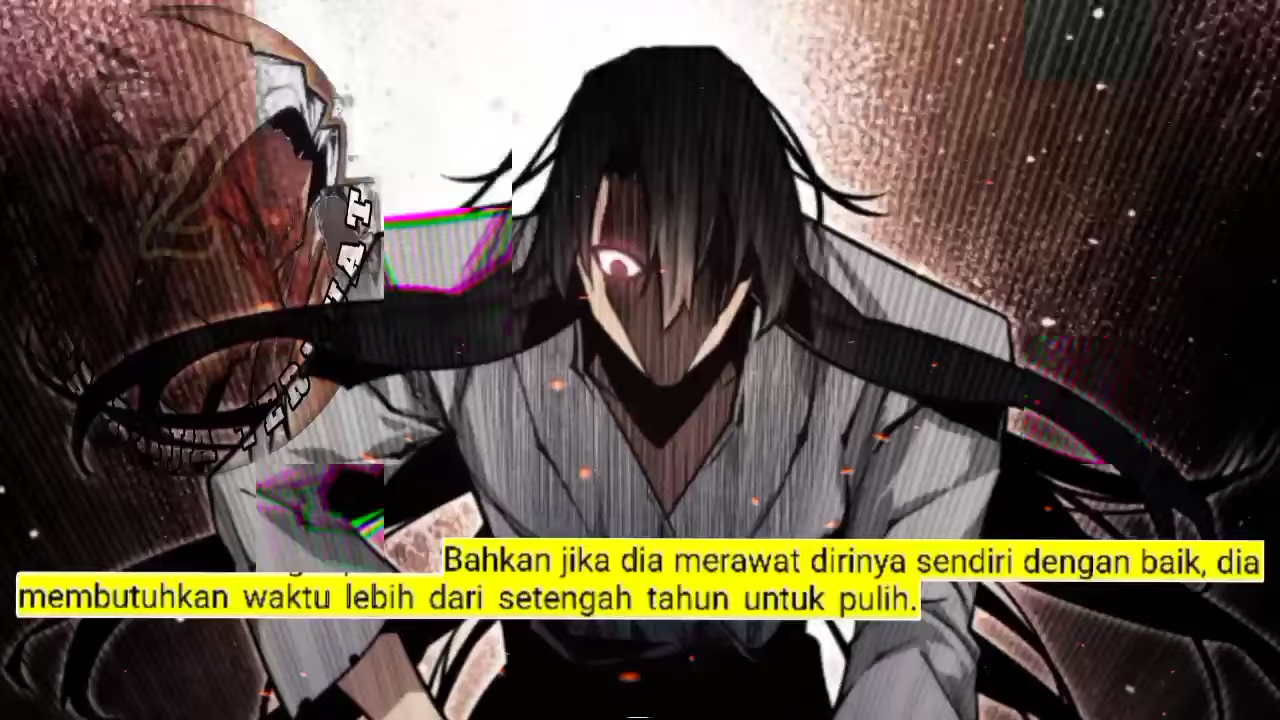 Bahkan jika dia merawat dirinya sendiri dengan baik, dia
membutuhkan waktu lebih dari setengah tahun untuk pulih.